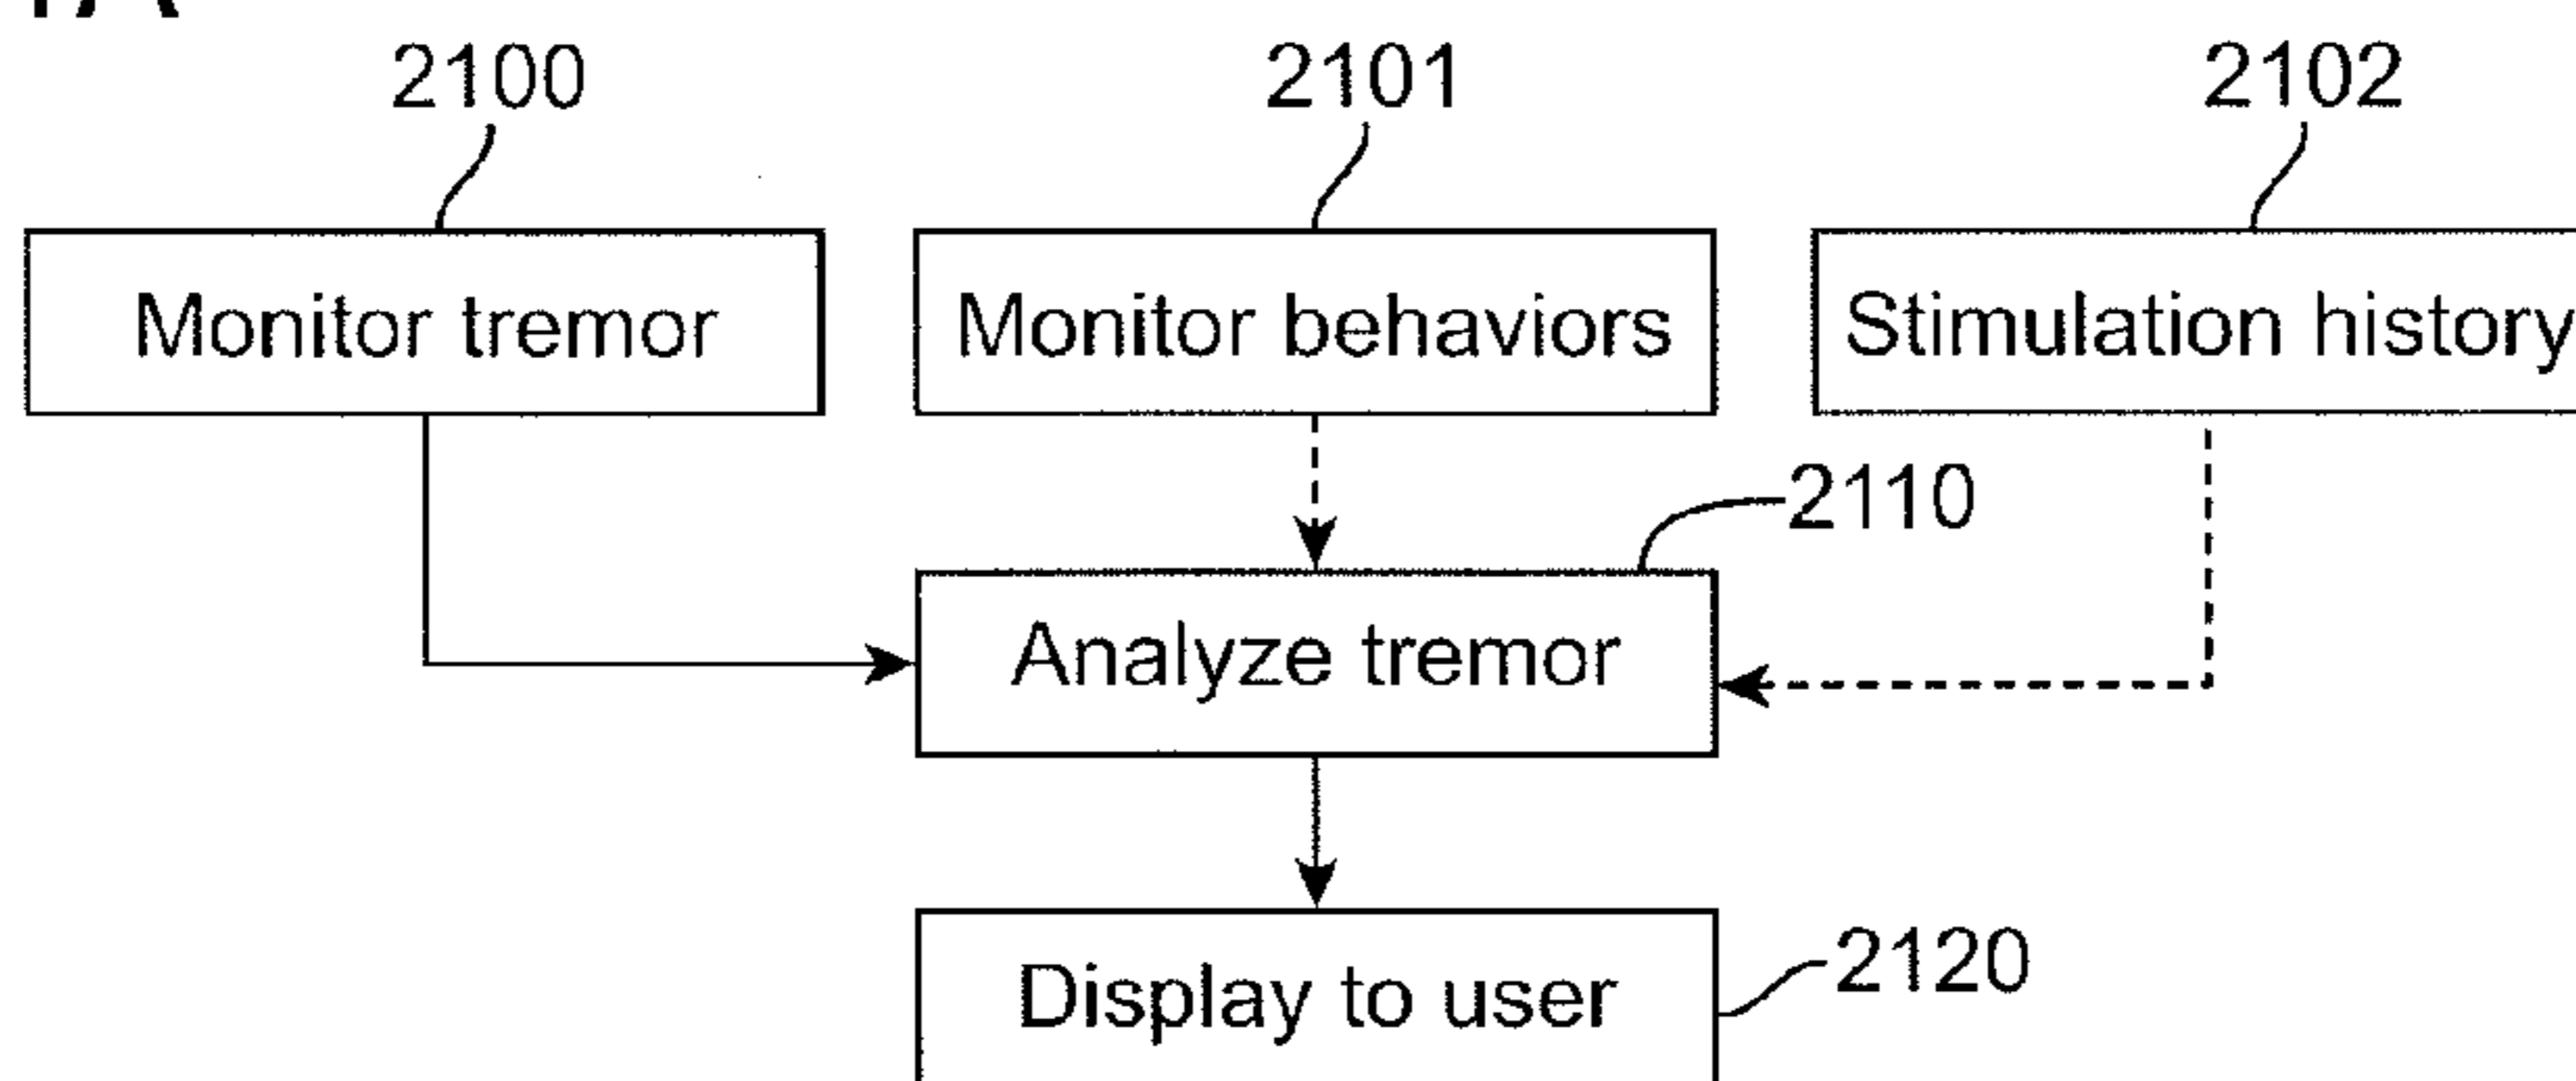 2100 2101 2102
Monitor tremor Monitor behaviors Stimulation history
2110
Analyze tremor
2120
Display to user